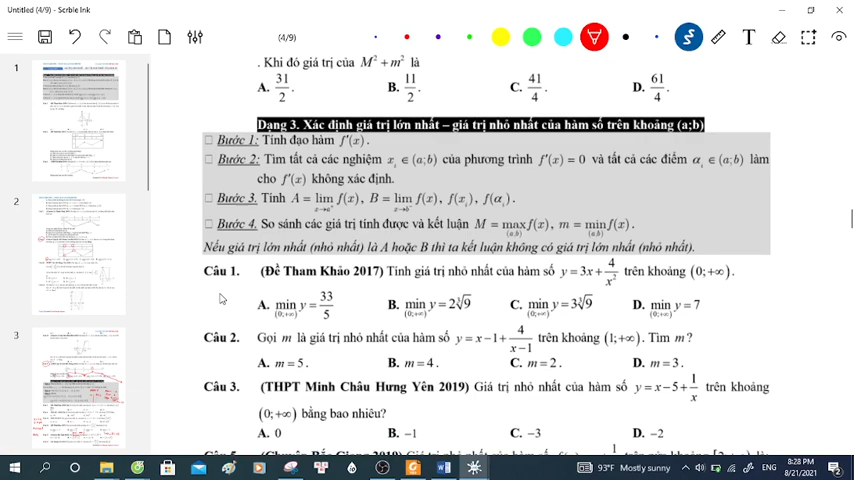 Untitled (4/9) - Scrble Ink
(4/9)
. Khi đó giá trị của M² + m² là
A. 31/2. B. 11/2. C. 41/4. D. 61/4.
Dạng 3. Xác định giá trị lớn nhất – giá trị nhỏ nhất của hàm số trên khoảng (a;b)
□ Bước 1: Tính đạo hàm f'(x).
□ Bước 2: Tìm tất cả các nghiệm xᵢ ∈ (a;b) của phương trình f'(x) = 0 và tất cả các điểm αᵢ ∈ (a;b) làm
cho f'(x) không xác định.
□ Bước 3. Tính A = lim x→a⁺ f(x), B = lim x→b⁻ f(x), f(xᵢ), f(αᵢ).
□ Bước 4. So sánh các giá trị tính được và kết luận M = max (a;b) f(x), m = min (a;b) f(x).
Nếu giá trị lớn nhất (nhỏ nhất) là A hoặc B thì ta kết luận không có giá trị lớn nhất (nhỏ nhất).
Câu 1. (Đề Tham Khảo 2017) Tính giá trị nhỏ nhất của hàm số y = 3x + 4/x² trên khoảng (0;+∞).
A. min (0;+∞) y = 33/5 B. min (0;+∞) y = 2∛9 C. min (0;+∞) y = 3∛9 D. min (0;+∞) y = 7
Câu 2. Gọi m là giá trị nhỏ nhất của hàm số y = x − 1 + 4/(x−1) trên khoảng (1;+∞). Tìm m?
A. m = 5. B. m = 4. C. m = 2. D. m = 3.
Câu 3. (THPT Minh Châu Hưng Yên 2019) Giá trị nhỏ nhất của hàm số y = x − 5 + 1/x trên khoảng
(0;+∞) bằng bao nhiêu?
A. 0 B. −1 C. −3 D. −2
1
2
3
93°F Mostly sunny
ENG
8:28 PM
8/21/2021